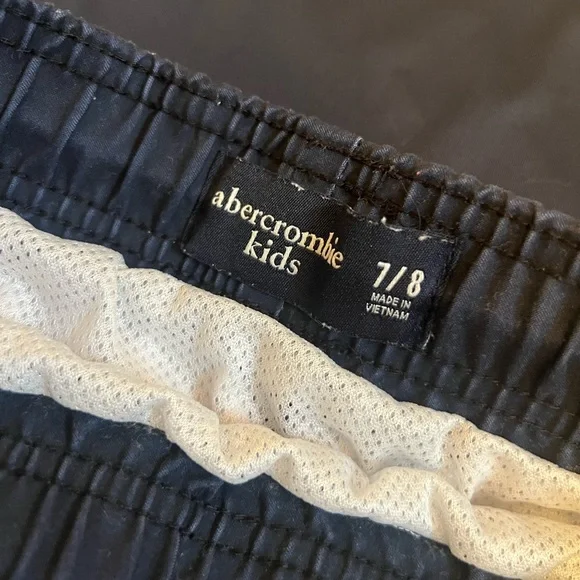 abercrombie
kids
7/8
MADE IN
VIETNAM